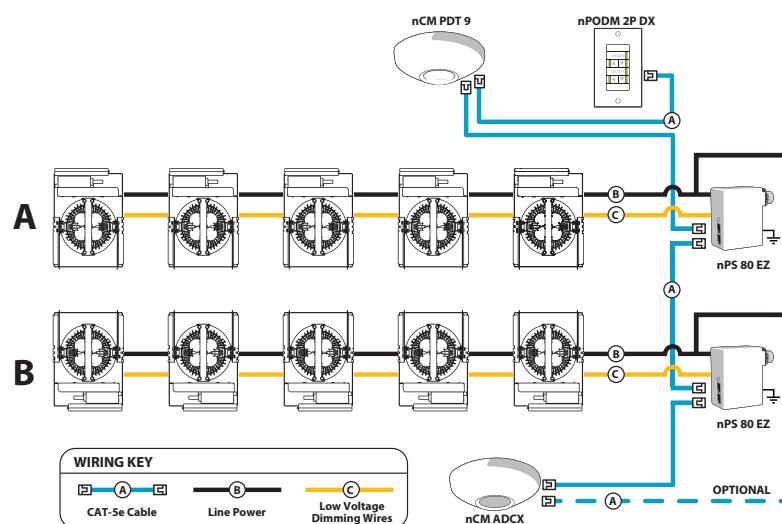 nCM PDT 9
nPODM 2P DX
A
B
A
C
nPS 80 EZ
A
B
B
C
nPS 80 EZ
WIRING KEY
A
B
C
CAT-5e Cable
Line Power
Low Voltage
Dimming Wires
nCM ADCX
A
OPTIONAL